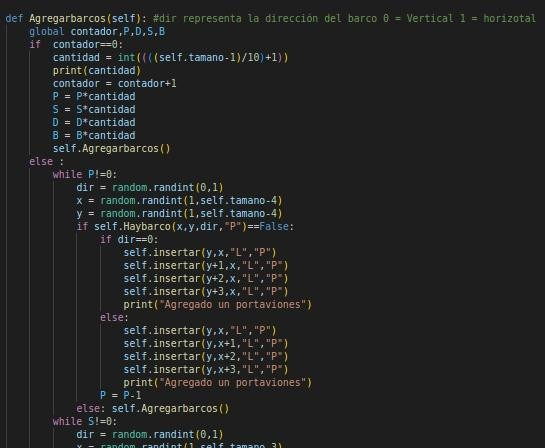 def Agregarbarcos(self): #dir representa la dirección del barco 0 = Vertical 1 = horizotal
global contador,P,D,S,B
if contador==0:
cantidad = int((((self.tamano-1)/10)+1))
print(cantidad)
contador = contador+1
P = P*cantidad
S = S*cantidad
D = D*cantidad
B = B*cantidad
self.Agregarbarcos()
else :
while P!=0:
dir = random.randint(0,1)
x = random.randint(1,self.tamano-4)
y = random.randint(1,self.tamano-4)
if self.Haybarco(x,y,dir,"P")==False:
if dir==0:
self.insertar(y,x,"L","P")
self.insertar(y+1,x,"L","P")
self.insertar(y+2,x,"L","P")
self.insertar(y+3,x,"L","P")
print("Agregado un portaviones")
else:
self.insertar(y,x,"L","P")
self.insertar(y,x+1,"L","P")
self.insertar(y,x+2,"L","P")
self.insertar(y,x+3,"L","P")
print("Agregado un portaviones")
P = P-1
else: self.Agregarbarcos()
while S!=0:
dir = random.randint(0,1)
x = random.randint(1,self.tamano-3)